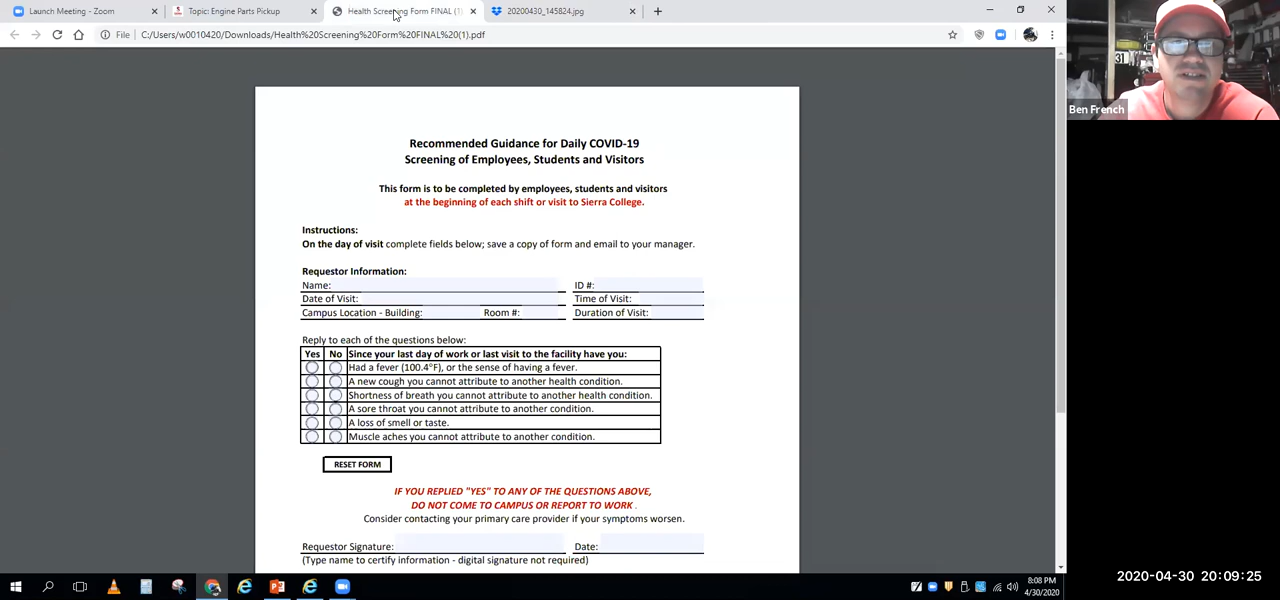 Launch Meeting - Zoom
Topic: Engine Parts Pickup
Health Screening Form FINAL (1)
20200430_145824.jpg
File
C:/Users/w0010420/Downloads/Health%20Screening%20Form%20FINAL%20(1).pdf
31
Ben French
Recommended Guidance for Daily COVID-19
Screening of Employees, Students and Visitors
This form is to be completed by employees, students and visitors
at the beginning of each shift or visit to Sierra College.
Instructions:
On the day of visit complete fields below; save a copy of form and email to your manager.
Requestor Information:
Name: ID #:
Date of Visit: Time of Visit:
Campus Location - Building: Room #: Duration of Visit:
Reply to each of the questions below:
Yes No Since your last day of work or last visit to the facility have you:
Had a fever (100.4°F), or the sense of having a fever.
A new cough you cannot attribute to another health condition.
Shortness of breath you cannot attribute to another health condition.
A sore throat you cannot attribute to another condition.
A loss of smell or taste.
Muscle aches you cannot attribute to another condition.
RESET FORM
IF YOU REPLIED "YES" TO ANY OF THE QUESTIONS ABOVE,
DO NOT COME TO CAMPUS OR REPORT TO WORK .
Consider contacting your primary care provider if your symptoms worsen.
Requestor Signature: Date:
(Type name to certify information - digital signature not required)
8:08 PM
4/30/2020
2020-04-30 20:09:25